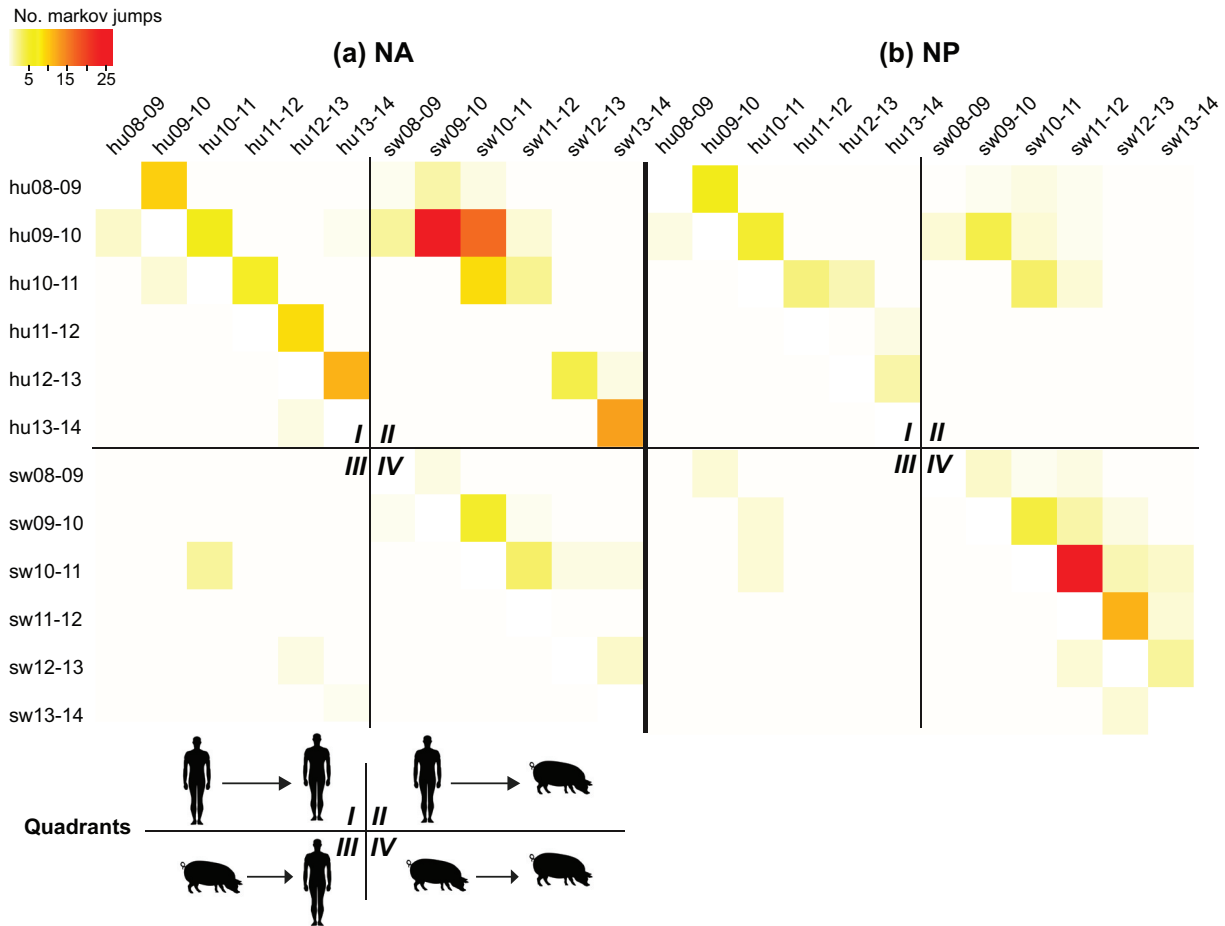 No. markov jumps
5 15 25
(a) NA (b) NP
hu08-09 hu09-10 hu10-11 hu11-12 hu12-13 hu13-14 sw08-09 sw09-10 sw10-11 sw11-12 sw12-13 sw13-14 hu08-09 hu09-10 hu10-11 hu11-12 hu12-13 hu13-14 sw08-09 sw09-10 sw10-11 sw11-12 sw12-13 sw13-14
hu08-09
hu09-10
hu10-11
hu11-12
hu12-13
hu13-14
I II I II
III IV III IV
sw08-09
sw09-10
sw10-11
sw11-12
sw12-13
sw13-14
I II
Quadrants
III IV